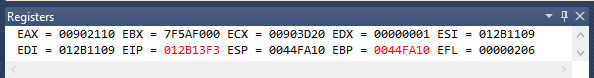 Registers
EAX = 00902110 EBX = 7F5AF000 ECX = 00903D20 EDX = 00000001 ESI = 012B1109
EDI = 012B1109 EIP = 012B13F3 ESP = 0044FA10 EBP = 0044FA10 EFL = 00000206